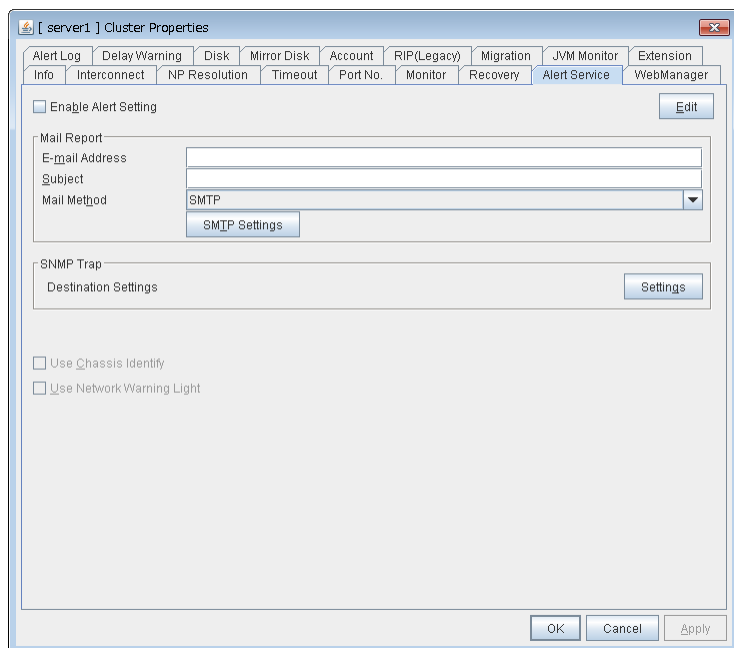 [ server1 ] Cluster Properties
Alert Log Delay Warning Disk Mirror Disk Account RIP(Legacy) Migration JVM Monitor Extension
Info Interconnect NP Resolution Timeout Port No. Monitor Recovery Alert Service WebManager
Enable Alert Setting Edit
Mail Report
E-mail Address
Subject
Mail Method SMTP
SMTP Settings
SNMP Trap
Destination Settings Settings
Use Chassis Identify
Use Network Warning Light
OK Cancel Apply